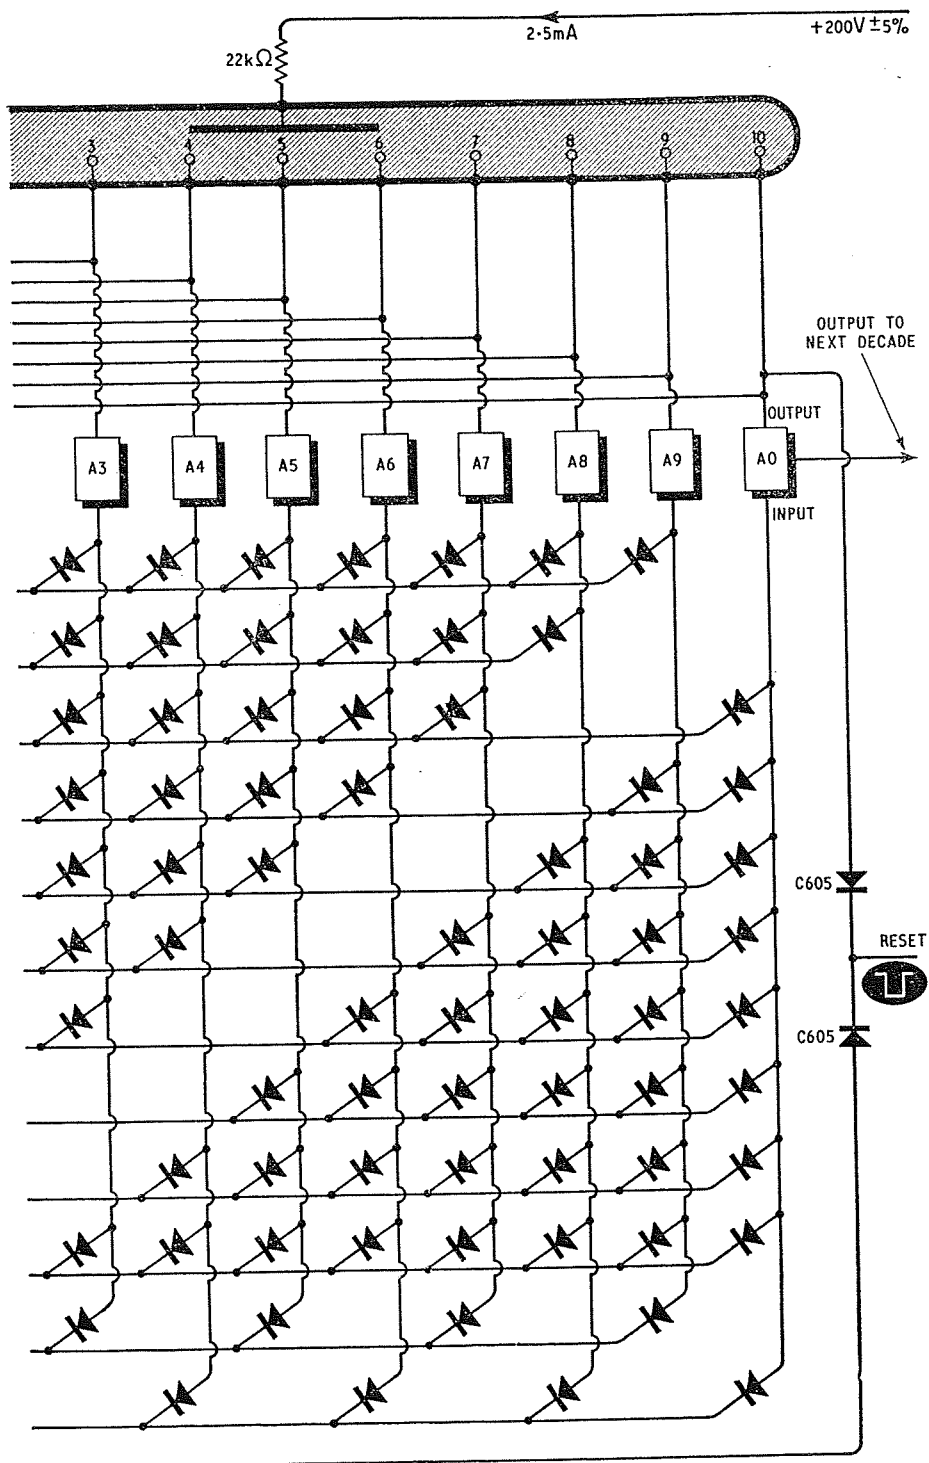 2·5mA
+200V ±5%
22kΩ
3 4 5 6 7 8 9 10
OUTPUT TO
NEXT DECADE
OUTPUT
A3 A4 A5 A6 A7 A8 A9 A0
INPUT
C605
RESET
C605